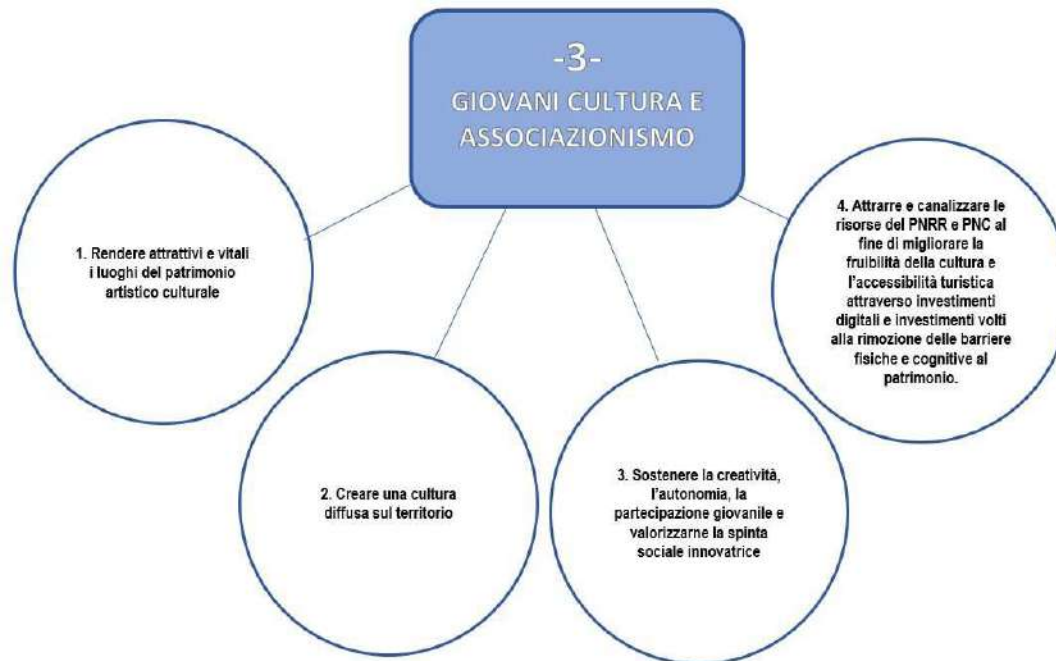 -3-
GIOVANI CULTURA E
ASSOCIAZIONISMO
1. Rendere attrattivi e vitali
i luoghi del patrimonio
artistico culturale
2. Creare una cultura
diffusa sul territorio
3. Sostenere la creatività,
l'autonomia, la
partecipazione giovanile e
valorizzarne la spinta
sociale innovatrice
4. Attrarre e canalizzare le
risorse del PNRR e PNC al
fine di migliorare la
fruibilità della cultura e
l'accessibilità turistica
attraverso investimenti
digitali e investimenti volti
alla rimozione delle barriere
fisiche e cognitive al
patrimonio.